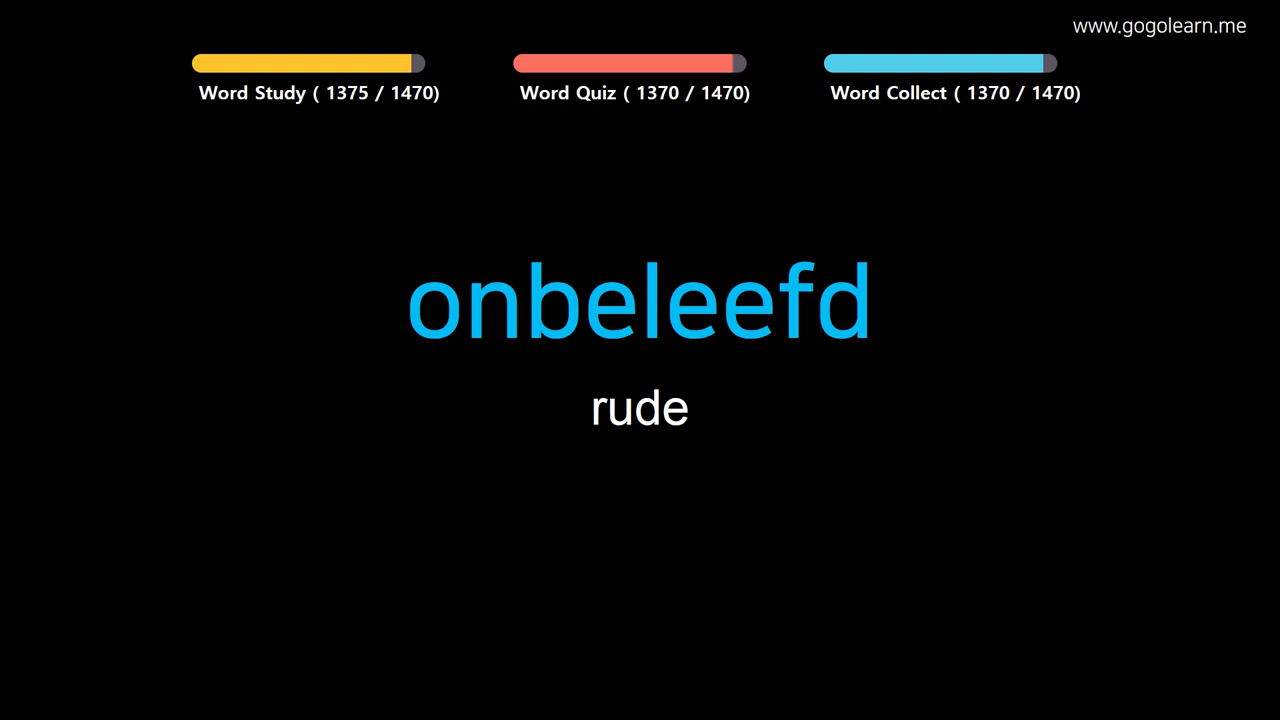 www.gogolearn.me
Word Study ( 1375 / 1470)
Word Quiz ( 1370 / 1470)
Word Collect ( 1370 / 1470)
onbeleefd
rude